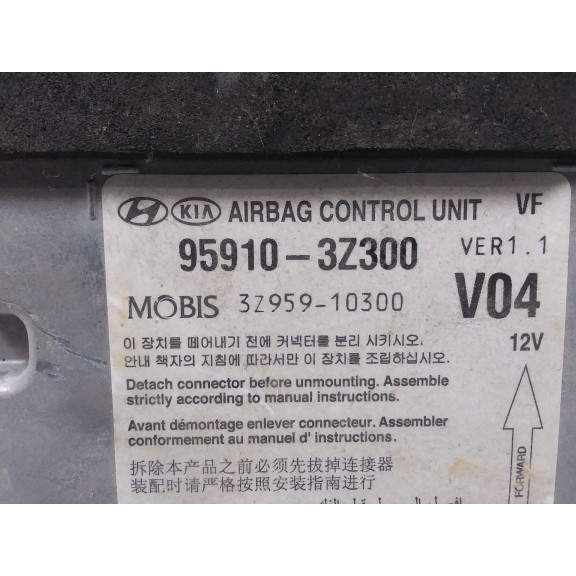 KIA AIRBAG CONTROL UNIT VF
95910-3Z300 VER1.1
MOBIS 3Z959-10300 V04
이 장치를 떼어내기 전에 커넥터를 분리 시키시오. 12V
안내 책자의 지침에 따라서만 이 장치를 조립하십시오.
Detach connector before unmounting. Assemble
strictly according to manual instructions.
Avant démontage enlever connecteur. Assembler
conformement au manuel d' instructions.
拆除本产品之前必须先拔掉连接器
装配时请严格按照安装指南进行
FORWARD